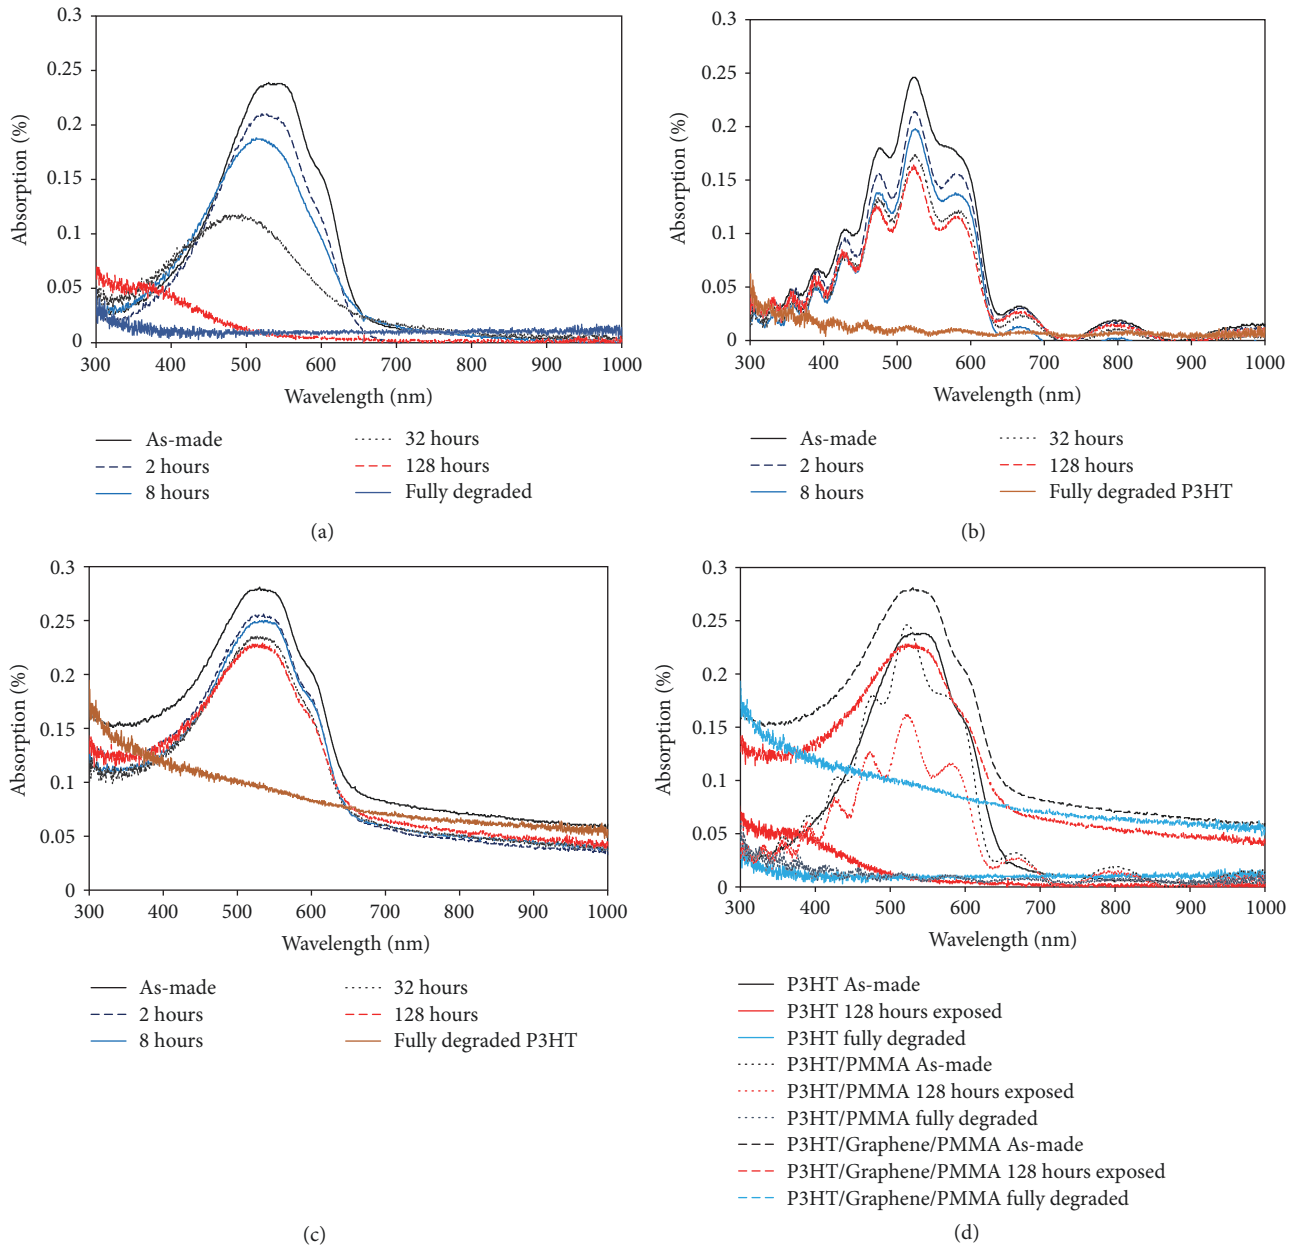 0.3
0.25
0.2
0.15
0.1
0.05
0
Absorption (%)
300 400 500 600 700 800 900 1000
Wavelength (nm)
As-made
2 hours
8 hours
32 hours
128 hours
Fully degraded
(a)
0.3
0.25
0.2
0.15
0.1
0.05
0
Absorption (%)
300 400 500 600 700 800 900 1000
Wavelength (nm)
As-made
2 hours
8 hours
32 hours
128 hours
Fully degraded P3HT
(b)
0.3
0.25
0.2
0.15
0.1
0.05
0
Absorption (%)
300 400 500 600 700 800 900 1000
Wavelength (nm)
As-made
2 hours
8 hours
32 hours
128 hours
Fully degraded P3HT
(c)
0.3
0.25
0.2
0.15
0.1
0.05
0
Absorption (%)
300 400 500 600 700 800 900 1000
Wavelength (nm)
P3HT As-made
P3HT 128 hours exposed
P3HT fully degraded
P3HT/PMMA As-made
P3HT/PMMA 128 hours exposed
P3HT/PMMA fully degraded
P3HT/Graphene/PMMA As-made
P3HT/Graphene/PMMA 128 hours exposed
P3HT/Graphene/PMMA fully degraded
(d)